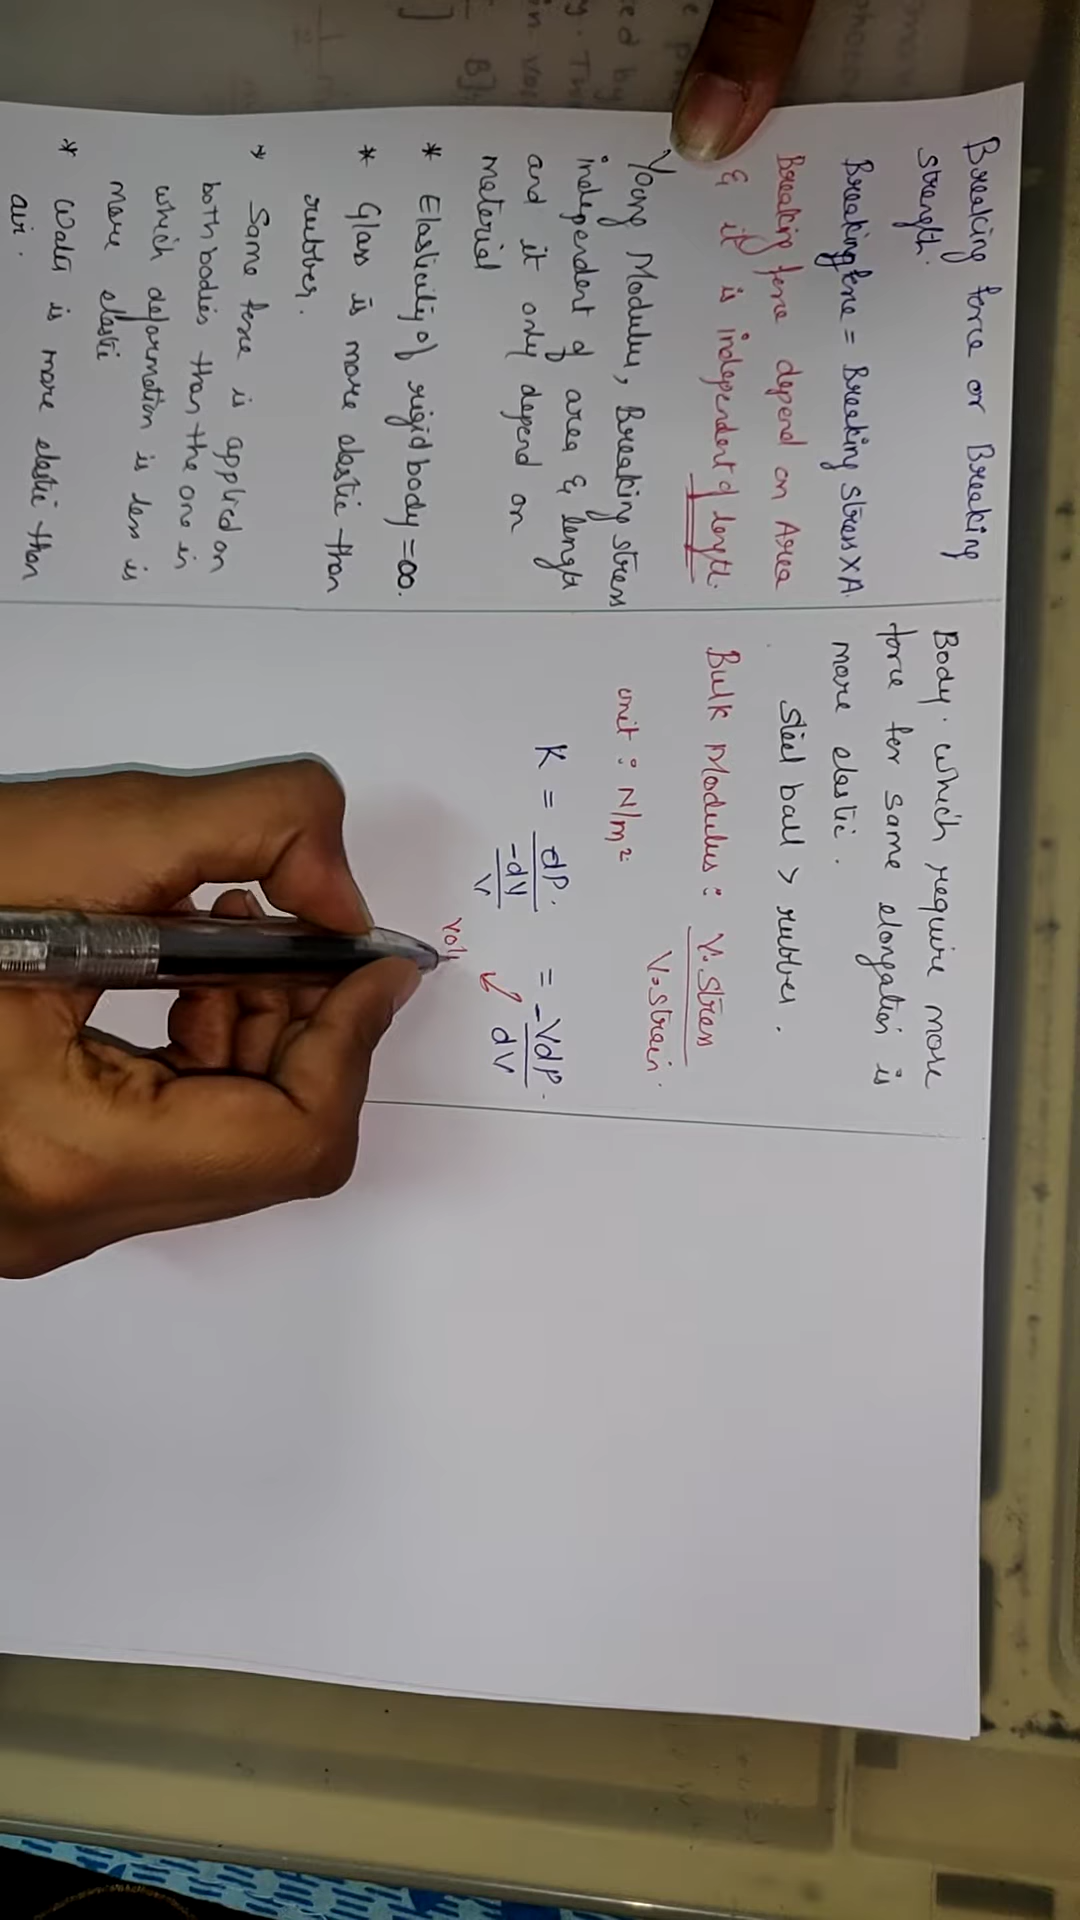 Breaking force or Breaking
strength.
Breaking force = Breaking stress × A.
Breaking force depend on Area
& it is independent of length.
Young Modulus, Breaking stress
independent of area & length
and it only depend on
material
* Elasticity of rigid body = ∞.
* Glass is more elastic than
rubber.
* Same force is applied on
both bodies than the one in
which deformation is less is
more elastic
* Water is more elastic than
air.
Body which require more
force for same elongation is
more elastic.
Steel ball > rubber.
Bulk Modulus: V. Stress
V. Strain.
unit: N/m²
K = dP. = -VdP.
-dV dV
V